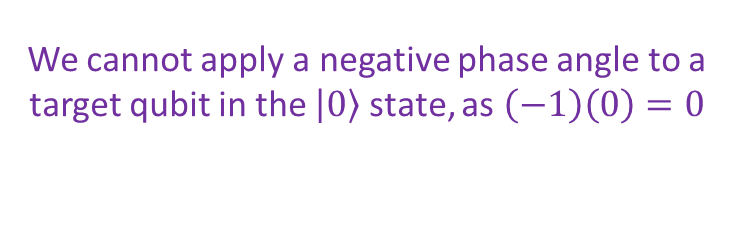 We cannot apply a negative phase angle to a
target qubit in the |0⟩ state, as (−1)(0) = 0